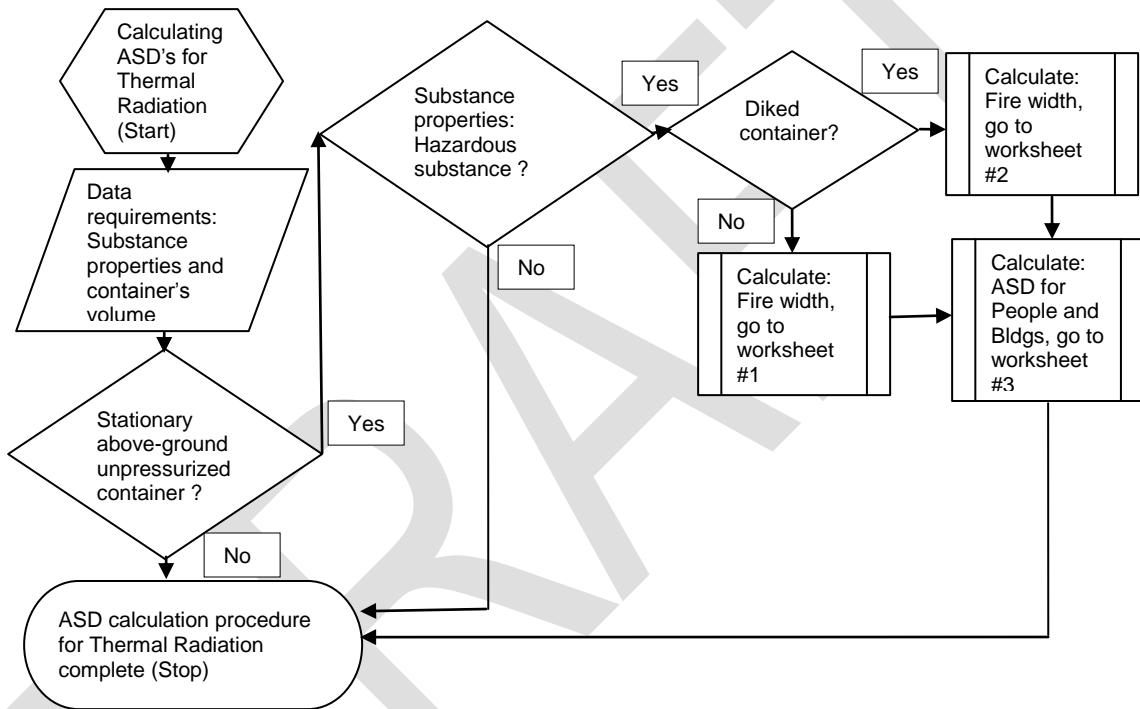 Calculating
ASD's for
Thermal
Radiation
(Start)
Data
requirements:
Substance
properties and
container's
volume
Stationary
above-ground
unpressurized
container ?
Yes
No
Substance
properties:
Hazardous
substance ?
Yes
No
Diked
container?
Yes
No
Calculate:
Fire width,
go to
worksheet
#2
Calculate:
Fire width,
go to
worksheet
#1
Calculate:
ASD for
People and
Bldgs, go to
worksheet
#3
ASD calculation procedure
for Thermal Radiation
complete (Stop)
DRAFT